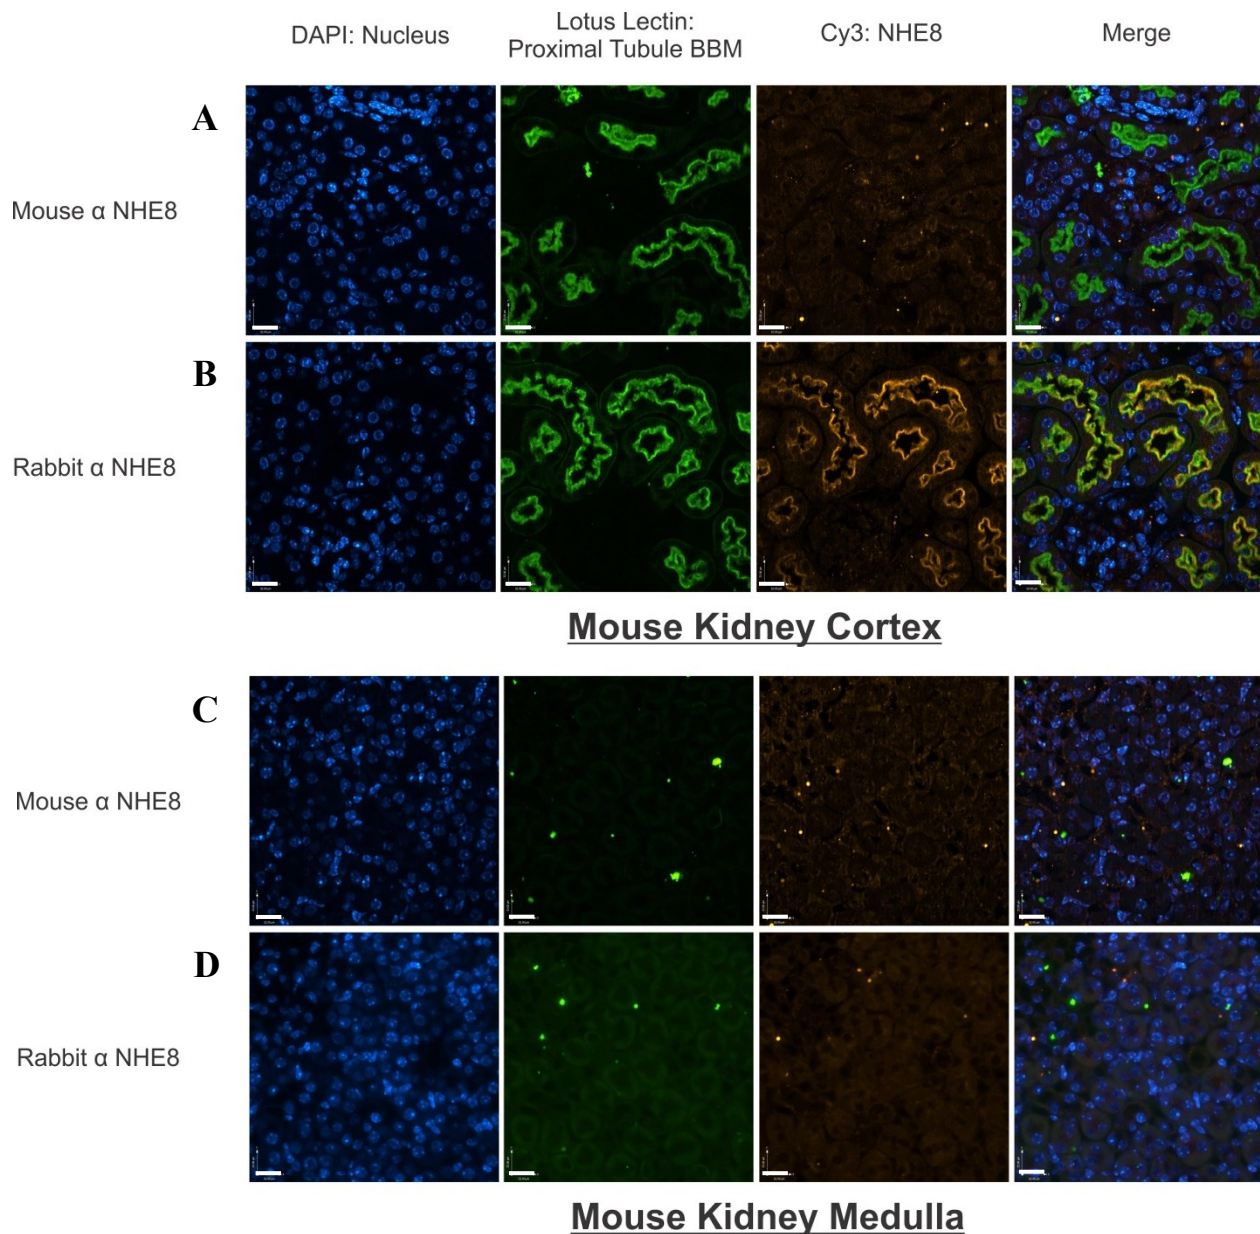 DAPI: Nucleus
Lotus Lectin:
Proximal Tubule BBM
Cy3: NHE8
Merge
A
Mouse α NHE8
B
Rabbit α NHE8
Mouse Kidney Cortex
C
Mouse α NHE8
D
Rabbit α NHE8
Mouse Kidney Medulla